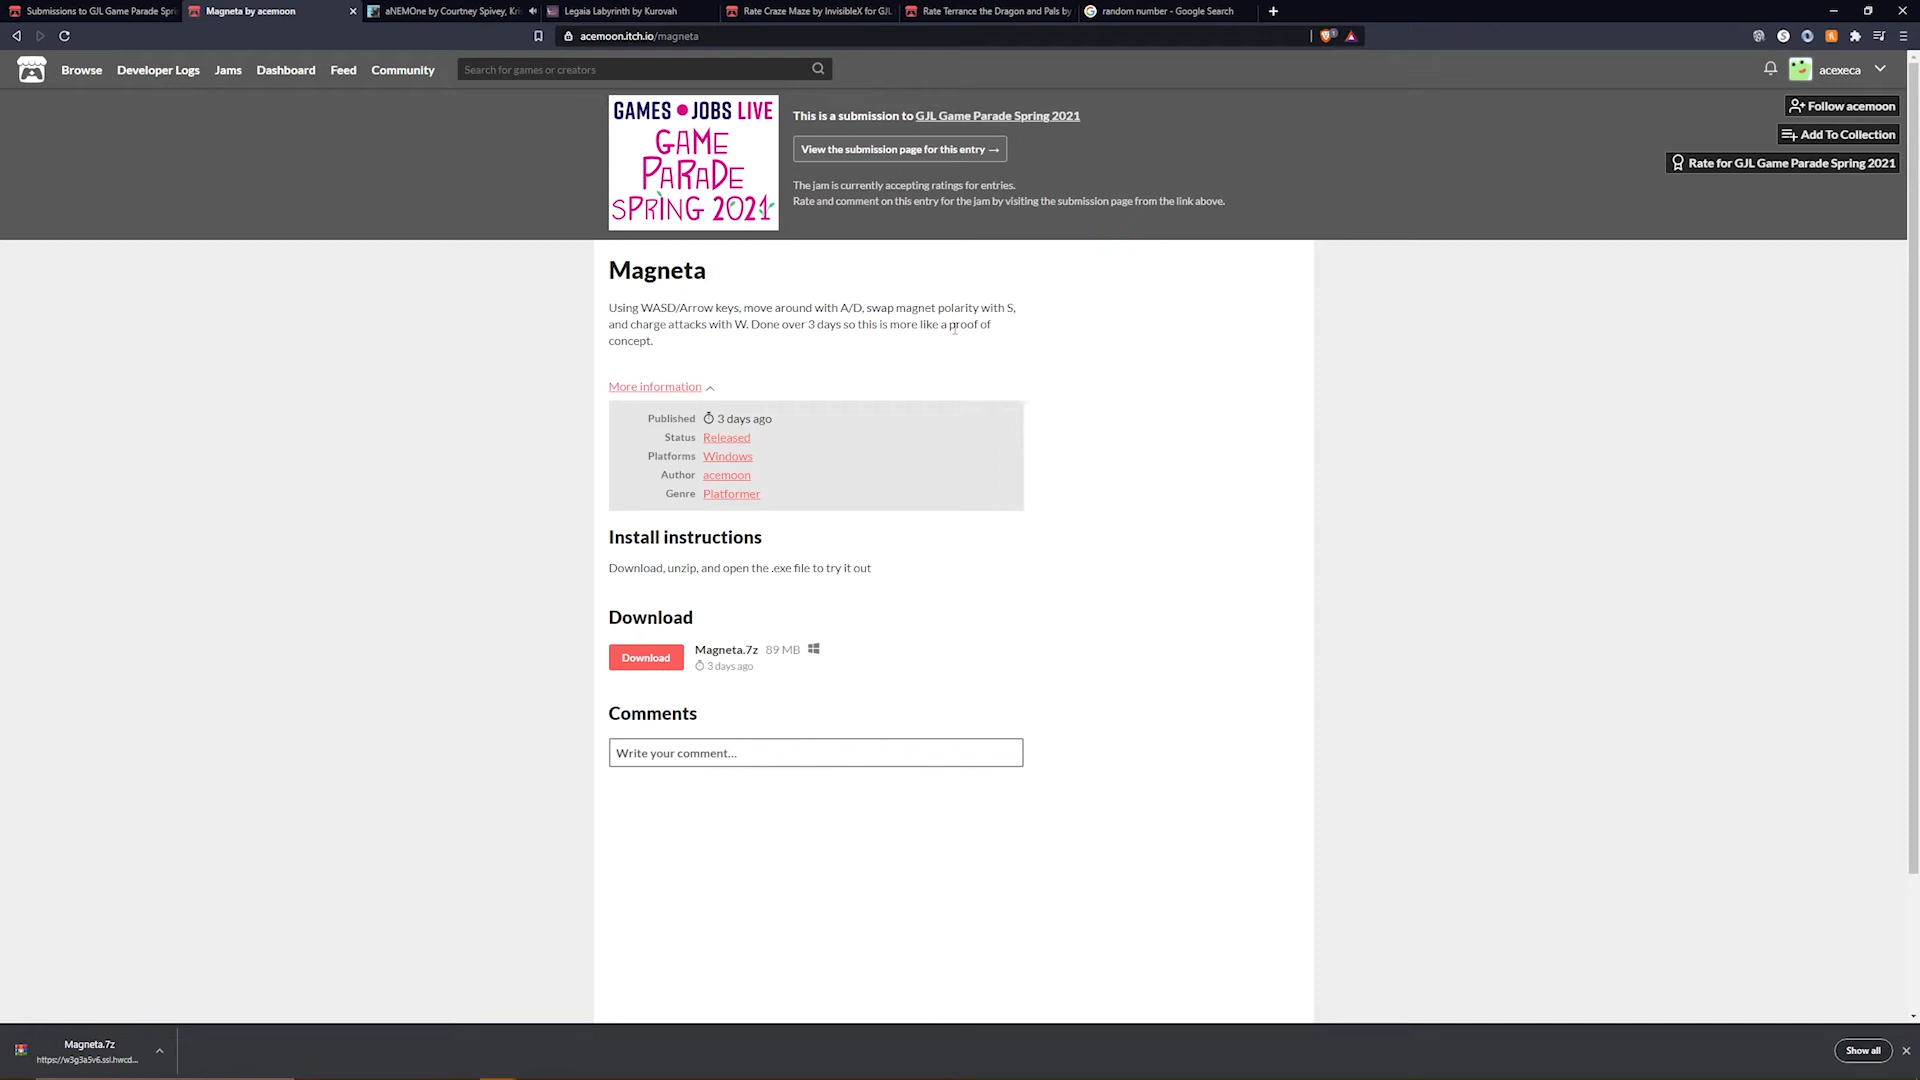 Submissions to GJL Game Parade Spr
Magneta by acemoon
aNEMOne by Courtney Spivey, Kri
Legaia Labyrinth by Kurovah
Rate Craze Maze by InvisibleX for GJL
Rate Terrance the Dragon and Pals by
random number - Google Search
acemoon.itch.io/magneta
Browse
Developer Logs
Jams
Dashboard
Feed
Community
Search for games or creators
acexeca
GAMES • JOBS LIVE
GAME
PARADE
SPRING 2021
This is a submission to GJL Game Parade Spring 2021
View the submission page for this entry →
The jam is currently accepting ratings for entries.
Rate and comment on this entry for the jam by visiting the submission page from the link above.
Follow acemoon
Add To Collection
Rate for GJL Game Parade Spring 2021
Magneta
Using WASD/Arrow keys, move around with A/D, swap magnet polarity with S,
and charge attacks with W. Done over 3 days so this is more like a proof of
concept.
More information
Published 3 days ago
Status Released
Platforms Windows
Author acemoon
Genre Platformer
Install instructions
Download, unzip, and open the .exe file to try it out
Download
Download
Magneta.7z 89 MB
3 days ago
Comments
Write your comment...
Magneta.7z
https://w3g3a5v6.ssl.hwcd...
Show all